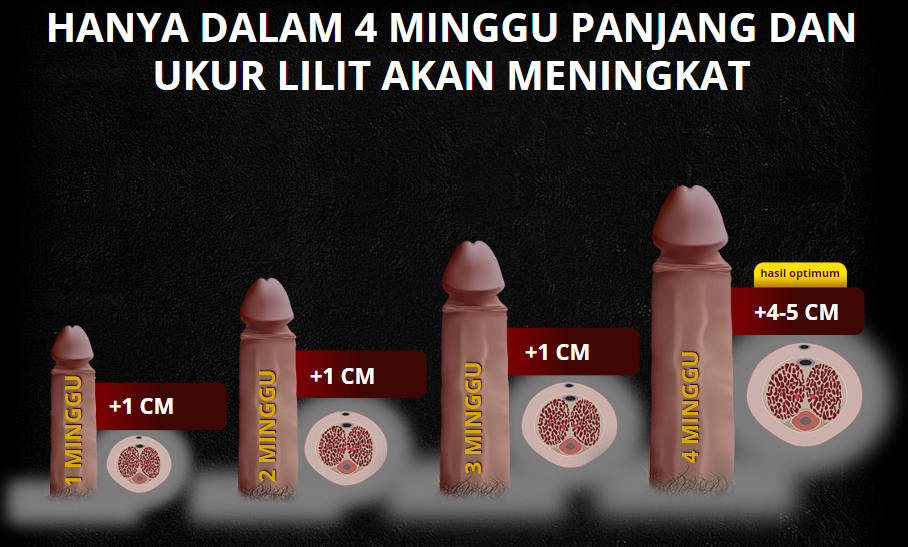 HANYA DALAM 4 MINGGU PANJANG DAN
UKUR LILIT AKAN MENINGKAT
1 MINGGU
+1 CM
2 MINGGU
+1 CM
3 MINGGU
+1 CM
4 MINGGU
hasil optimum
+4-5 CM